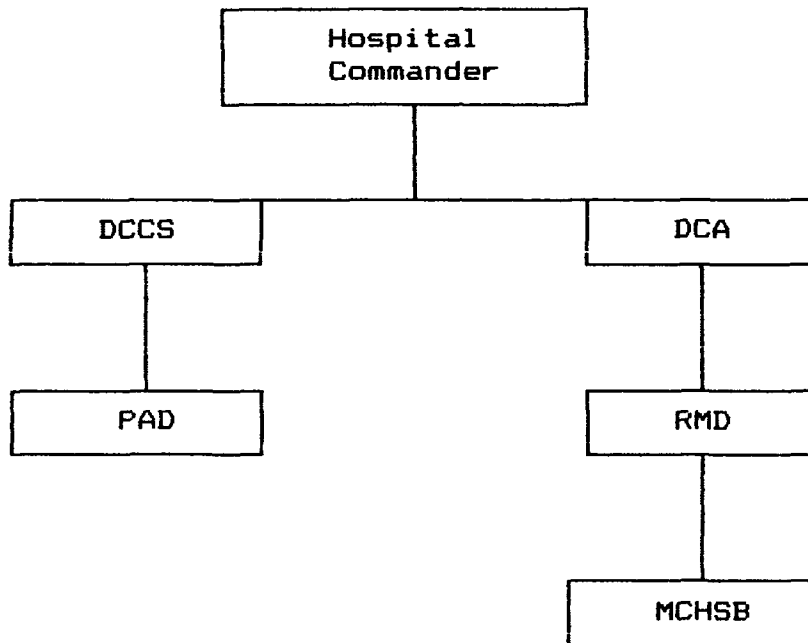 Hospital
Commander
DCCS
DCA
PAD
RMD
MCHSB